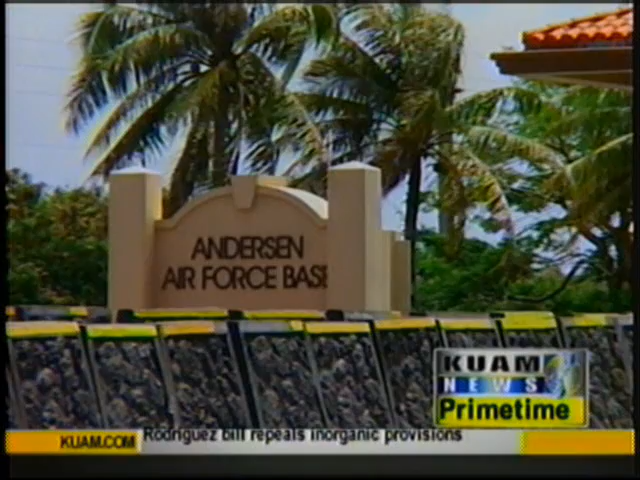 ANDERSEN
AIR FORCE BASE
KUAM
NEWS
Primetime
KUAM.COM
Rodriguez bill repeals inorganic provisions